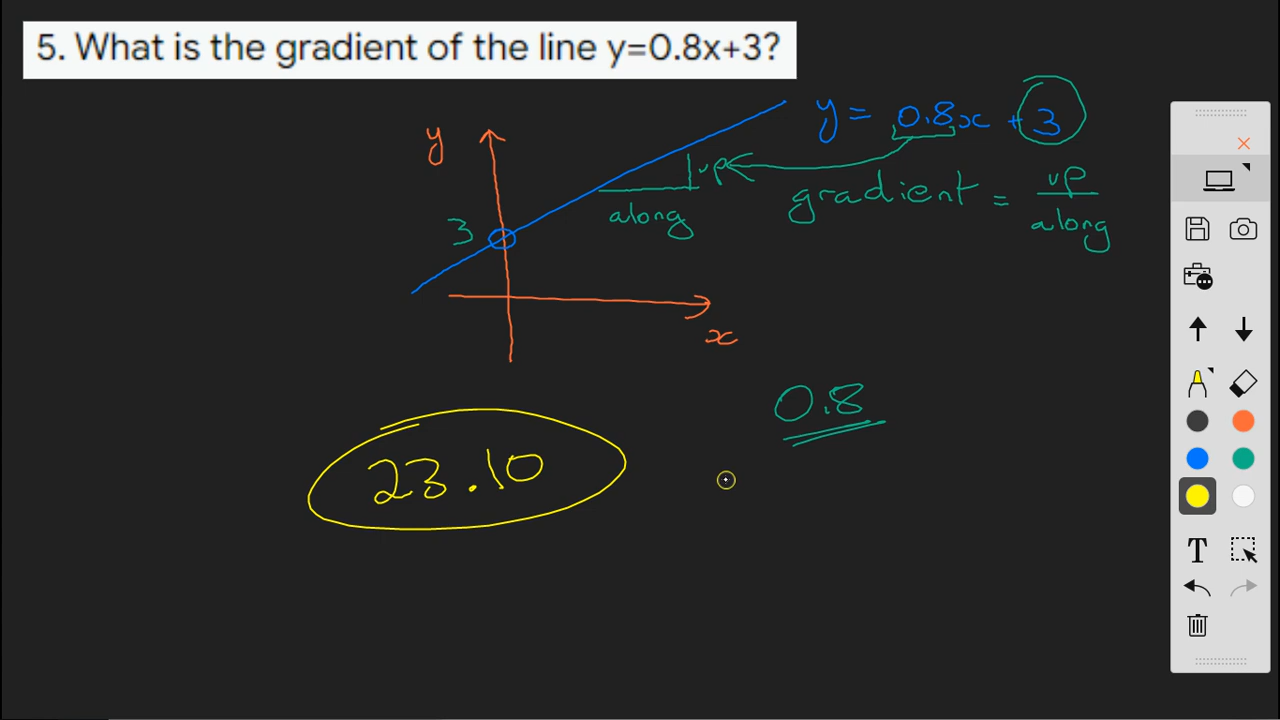 5. What is the gradient of the line y=0.8x+3?
y = 0.8x + 3
y
up
gradient = up/along
along
3
x
0.8
23.10
T